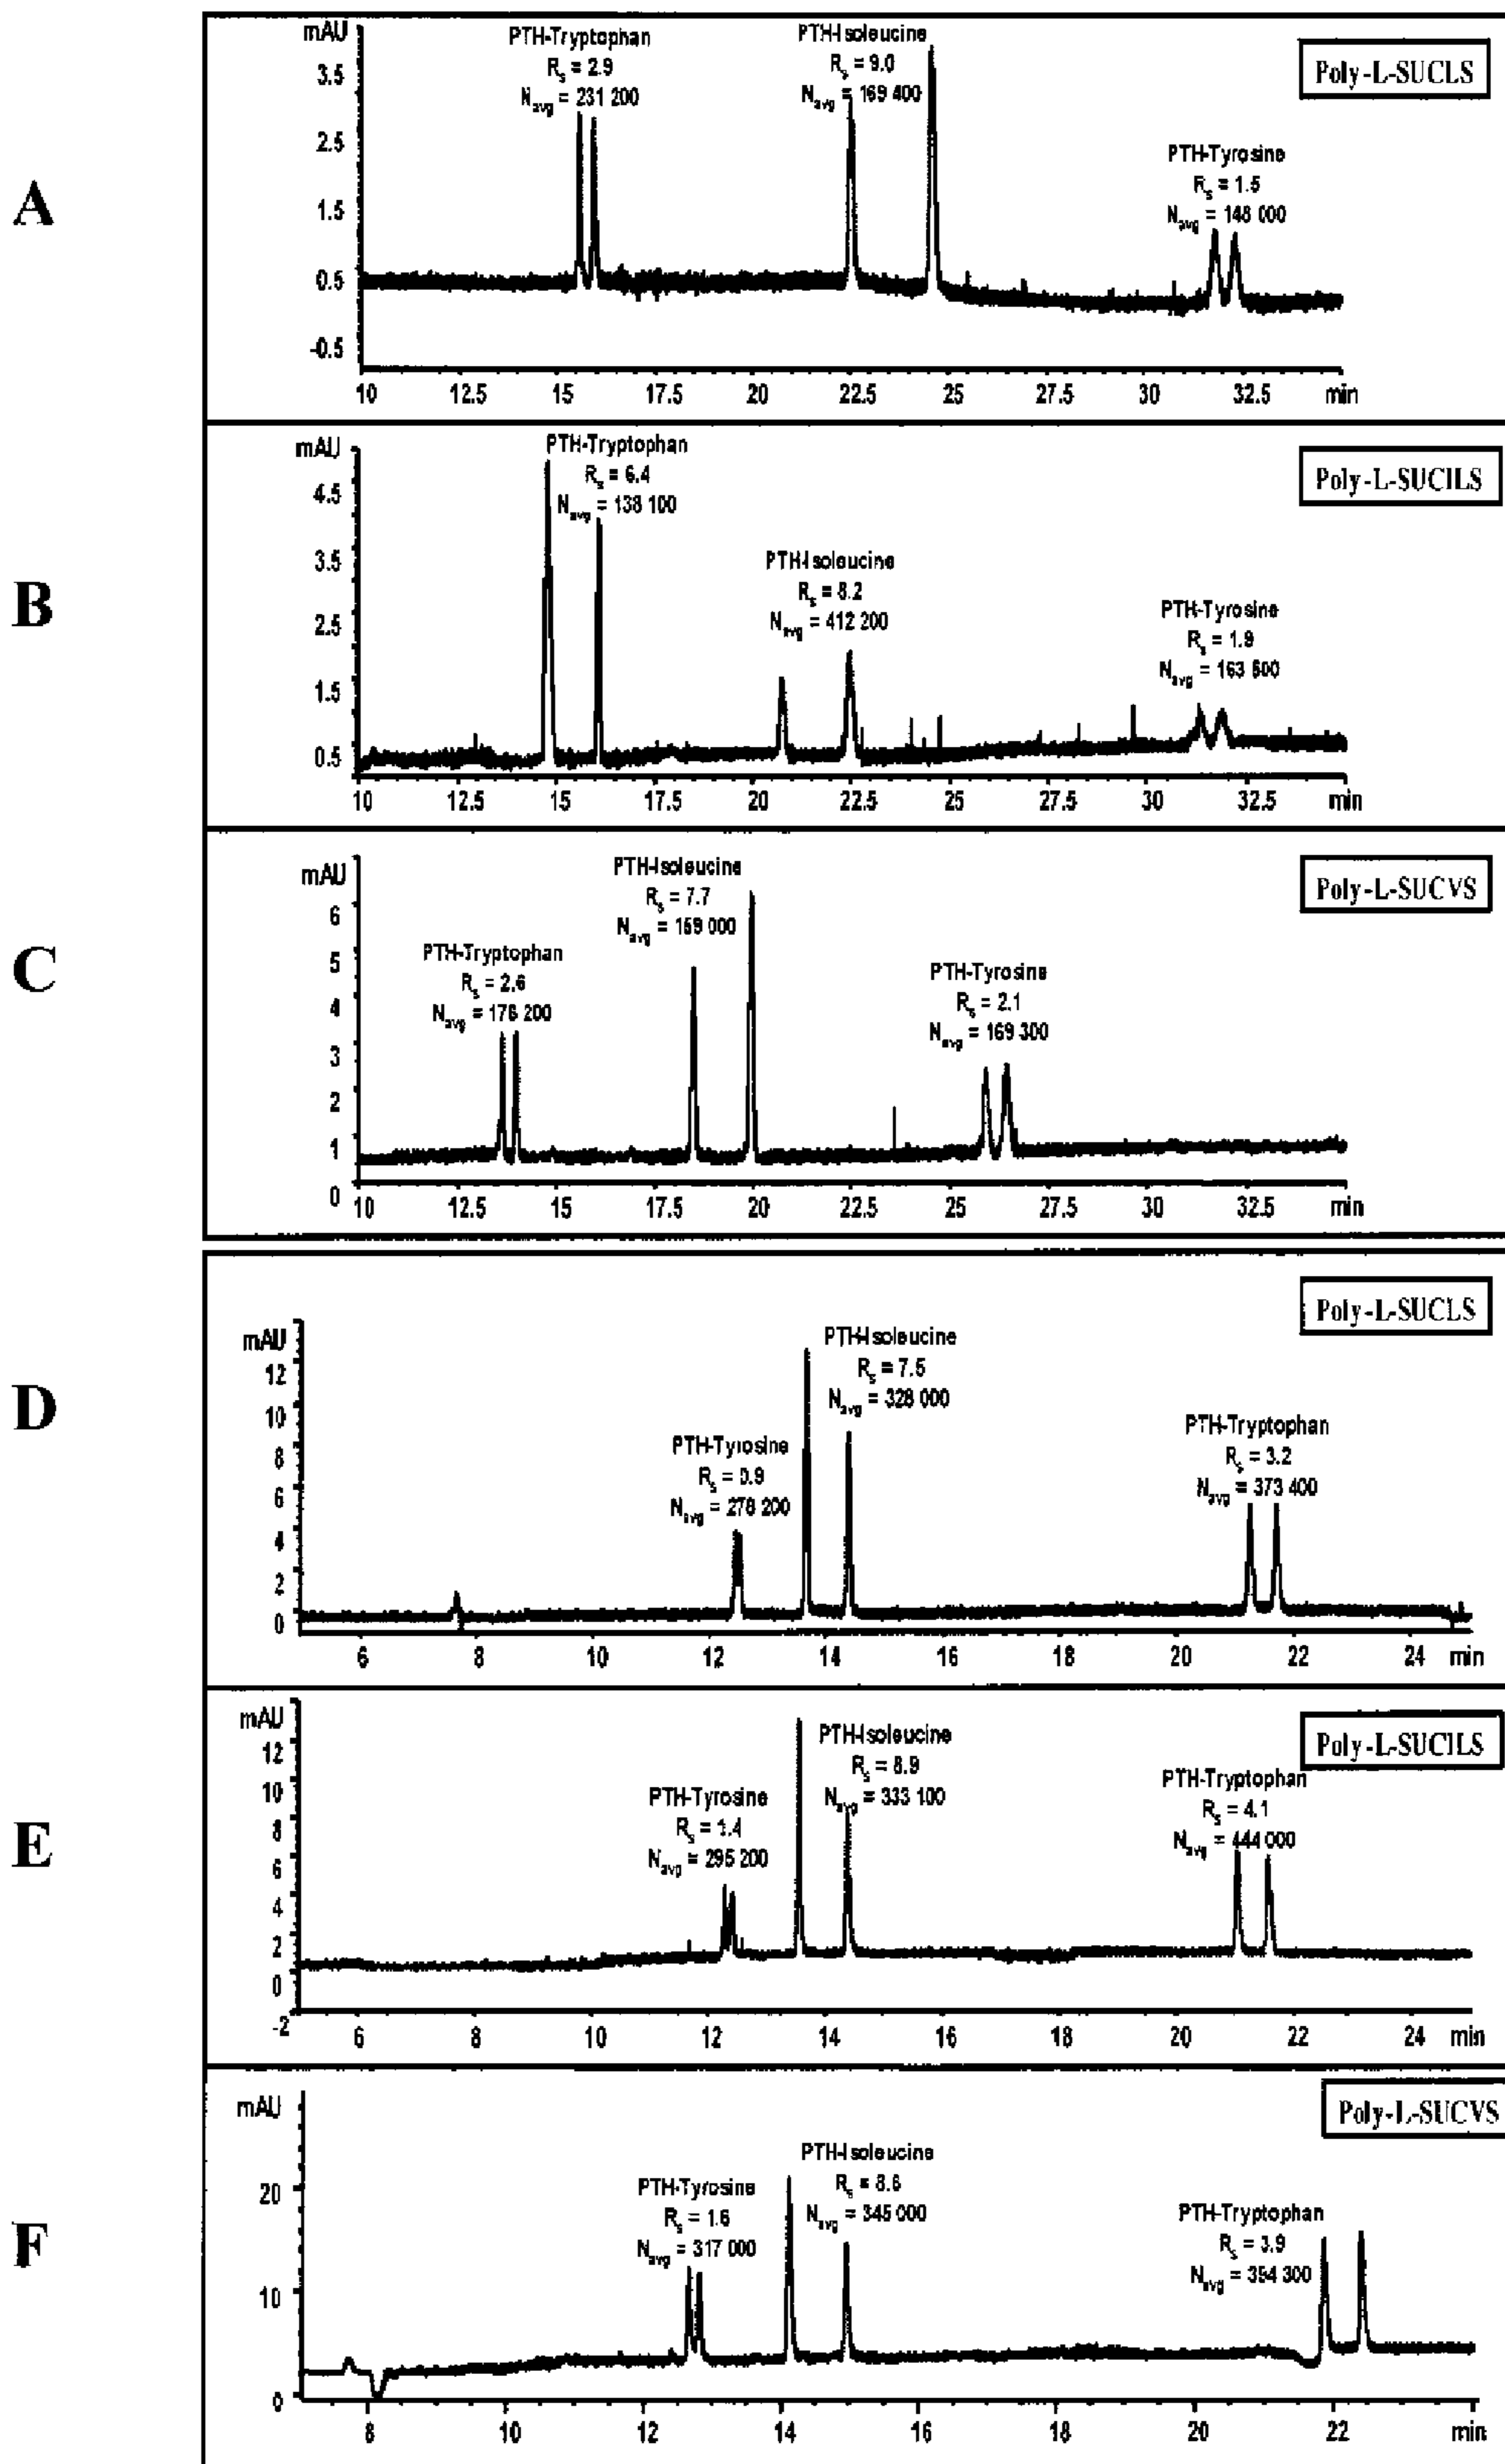 A
mAU
3.5
2.5
1.5
0.5
-0.5
PTH-Tryptophan
Rs = 2.9
Navg = 231 200
PTH-Isoleucine
Rs = 9.0
Navg = 169 400
PTH-Tyrosine
Rs = 1.5
Navg = 148 000
Poly-L-SUCLS
10 12.5 15 17.5 20 22.5 25 27.5 30 32.5 min
B
mAU
4.5
3.5
2.5
1.5
0.5
PTH-Tryptophan
Rs = 6.4
Navg = 138 100
PTH-Isoleucine
Rs = 8.2
Navg = 412 200
PTH-Tyrosine
Rs = 1.9
Navg = 163 600
Poly-L-SUCILS
10 12.5 15 17.5 20 22.5 25 27.5 30 32.5 min
C
mAU
6
5
4
3
2
1
0
PTH-Tryptophan
Rs = 2.6
Navg = 176 200
PTH-Isoleucine
Rs = 7.7
Navg = 159 000
PTH-Tyrosine
Rs = 2.1
Navg = 169 300
Poly-L-SUCVS
10 12.5 15 17.5 20 22.5 25 27.5 30 32.5 min
D
mAU
12
10
8
6
4
2
0
PTH-Tyrosine
Rs = 0.9
Navg = 278 200
PTH-Isoleucine
Rs = 7.5
Navg = 328 000
PTH-Tryptophan
Rs = 3.2
Navg = 373 400
Poly-L-SUCLS
6 8 10 12 14 16 18 20 22 24 min
E
mAU
12
10
8
6
4
2
0
-2
PTH-Tyrosine
Rs = 1.4
Navg = 295 200
PTH-Isoleucine
Rs = 8.9
Navg = 333 100
PTH-Tryptophan
Rs = 4.1
Navg = 444 000
Poly-L-SUCILS
6 8 10 12 14 16 18 20 22 24 min
F
mAU
20
10
0
PTH-Tyrosine
Rs = 1.6
Navg = 317 000
PTH-Isoleucine
Rs = 8.6
Navg = 345 000
PTH-Tryptophan
Rs = 3.9
Navg = 394 300
Poly-L-SUCVS
8 10 12 14 16 18 20 22 min